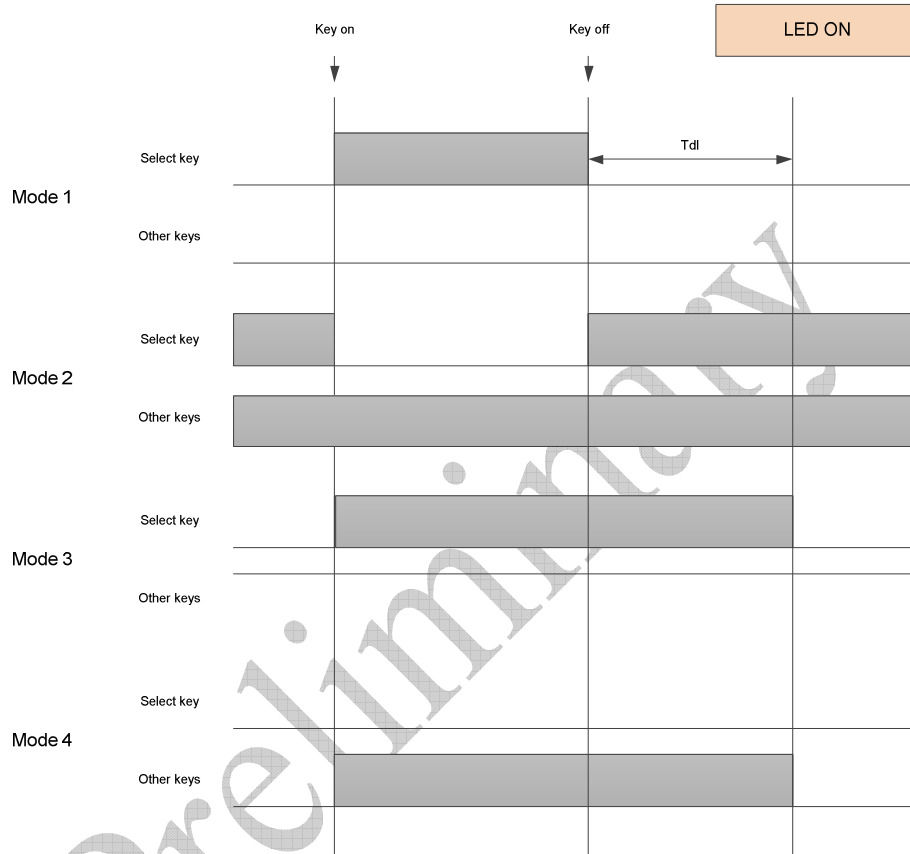 Key on
Key off
LED ON
Tdl
Mode 1
Select key
Other keys
Mode 2
Select key
Other keys
Mode 3
Select key
Other keys
Mode 4
Select key
Other keys
Preliminary